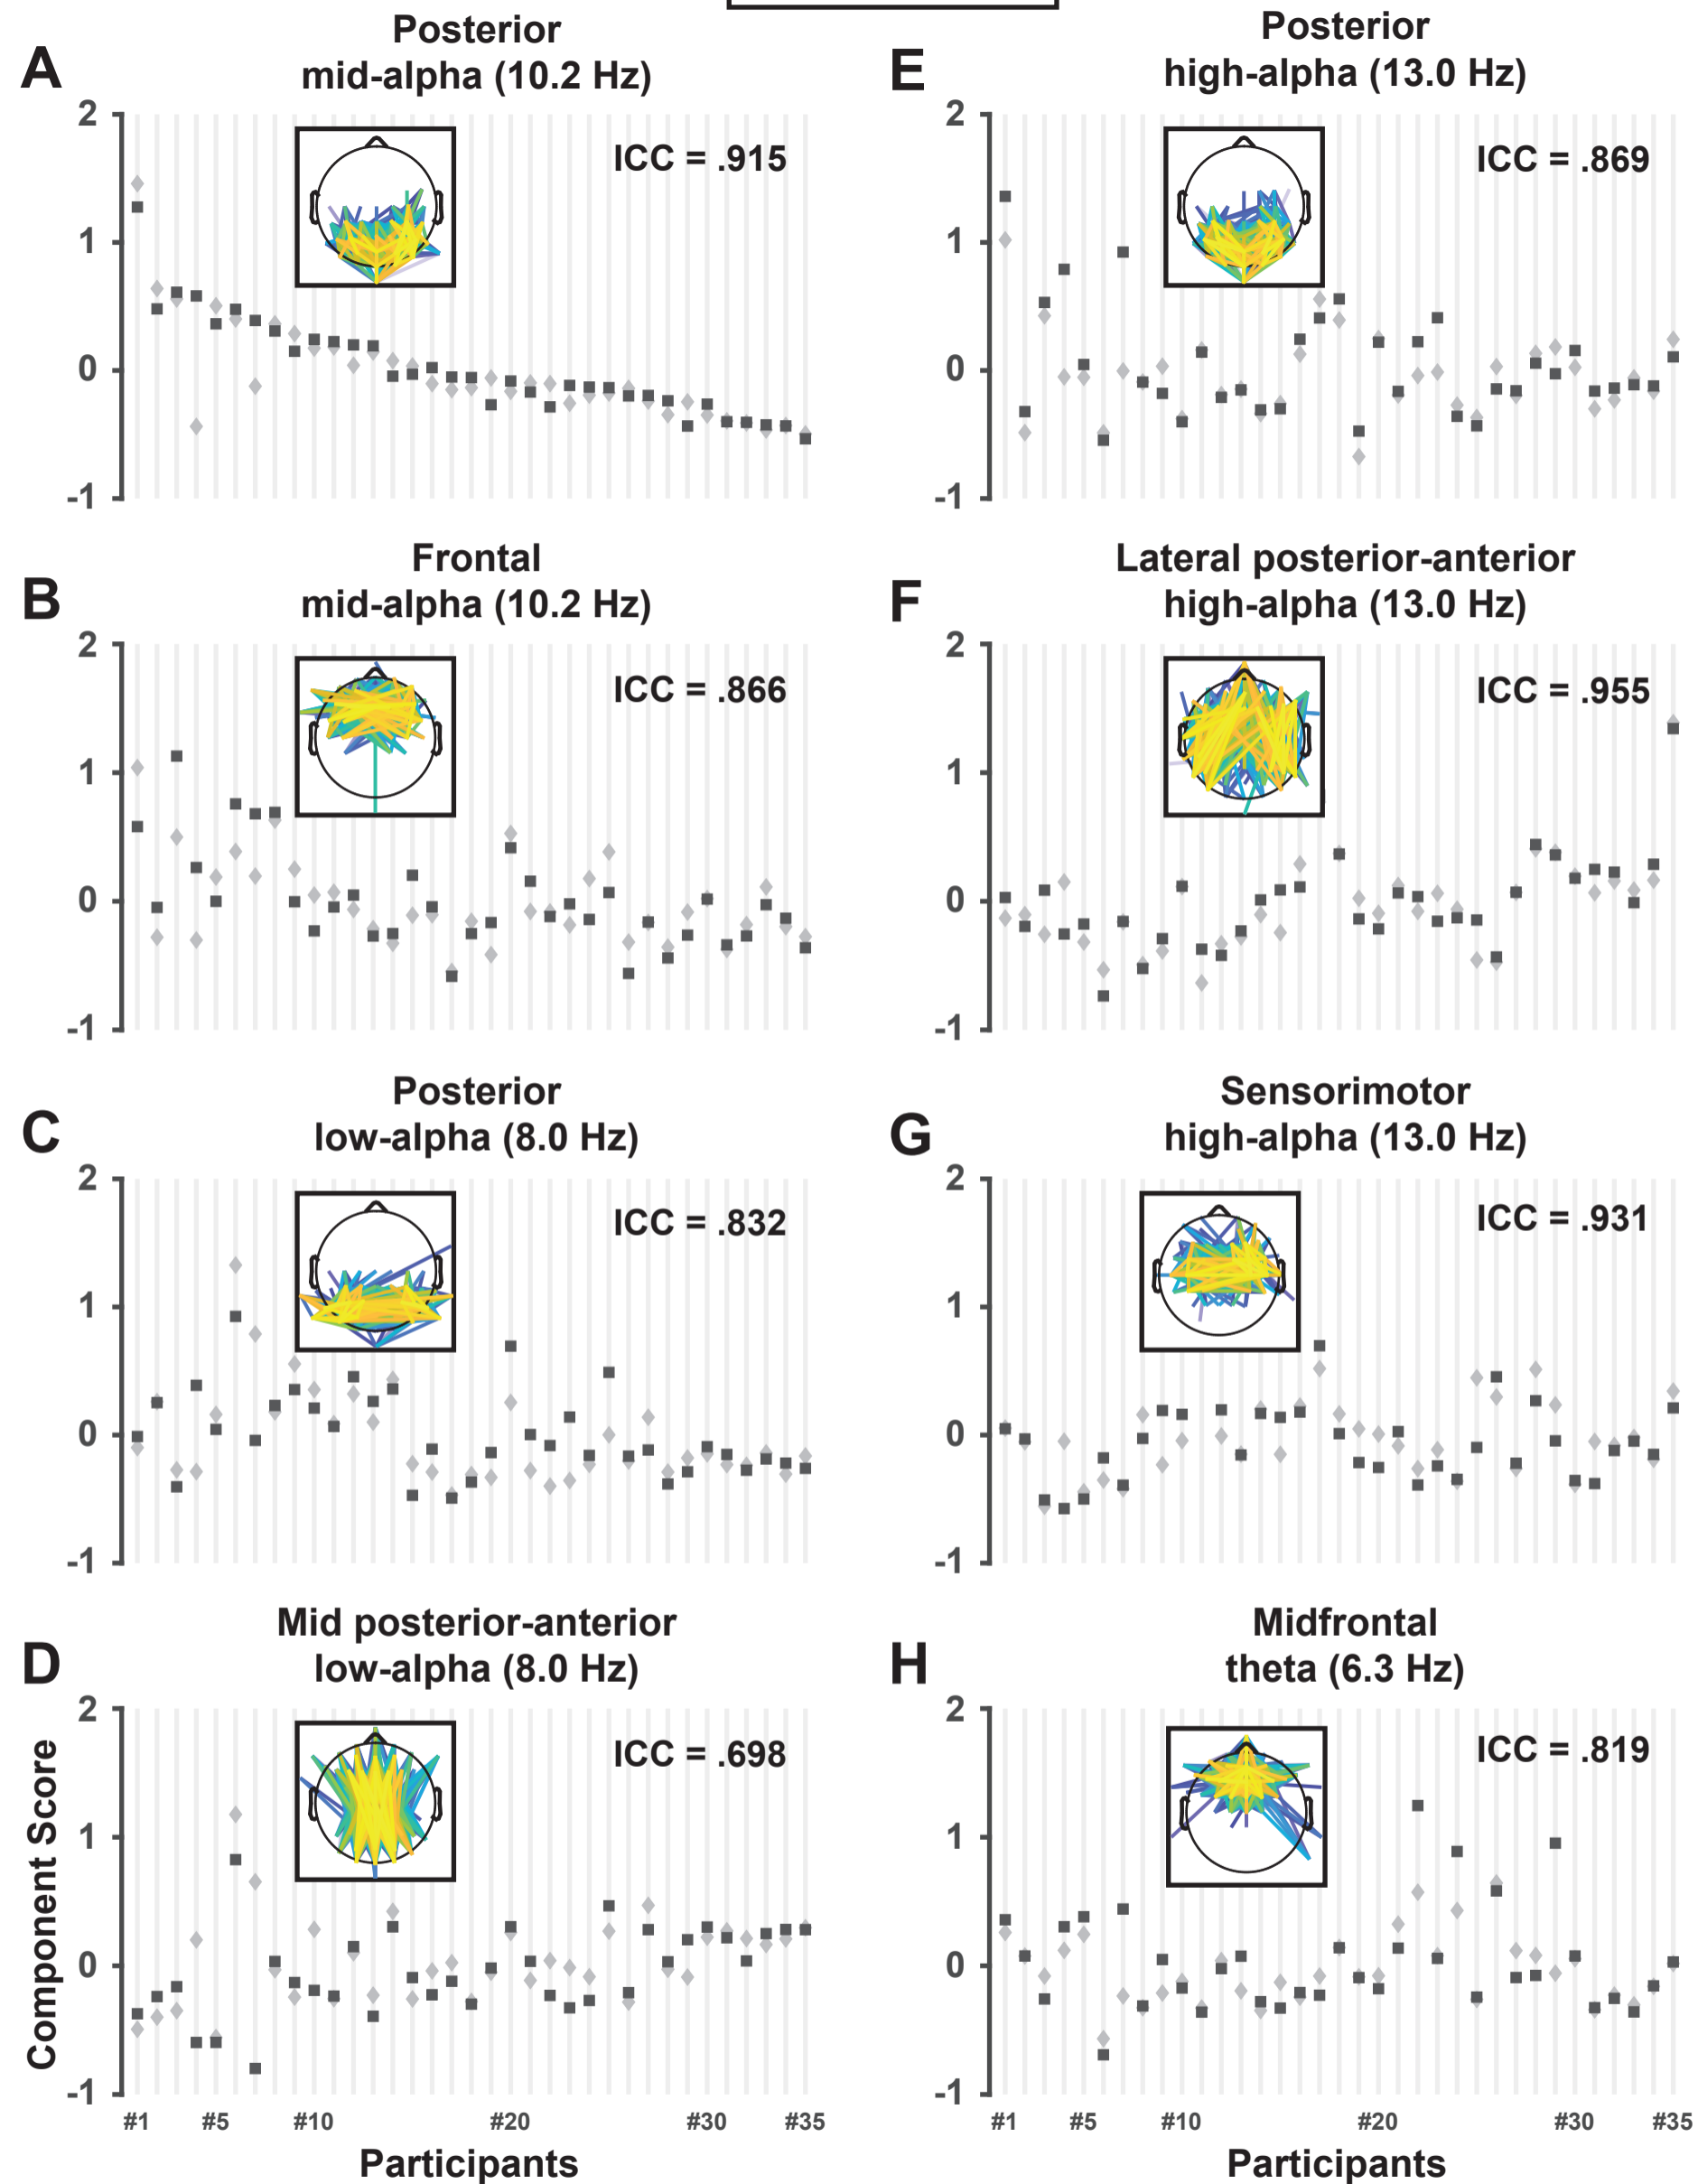 A
Posterior
mid-alpha (10.2 Hz)
2
1
0
-1
ICC = .915
E
Posterior
high-alpha (13.0 Hz)
2
1
0
-1
ICC = .869
B
Frontal
mid-alpha (10.2 Hz)
2
1
0
-1
ICC = .866
F
Lateral posterior-anterior
high-alpha (13.0 Hz)
2
1
0
-1
ICC = .955
C
Posterior
low-alpha (8.0 Hz)
2
1
0
-1
ICC = .832
G
Sensorimotor
high-alpha (13.0 Hz)
2
1
0
-1
ICC = .931
D
Mid posterior-anterior
low-alpha (8.0 Hz)
Component Score
2
1
0
-1
ICC = .698
#1 #5 #10 #20 #30 #35
Participants
H
Midfrontal
theta (6.3 Hz)
2
1
0
-1
ICC = .819
#1 #5 #10 #20 #30 #35
Participants